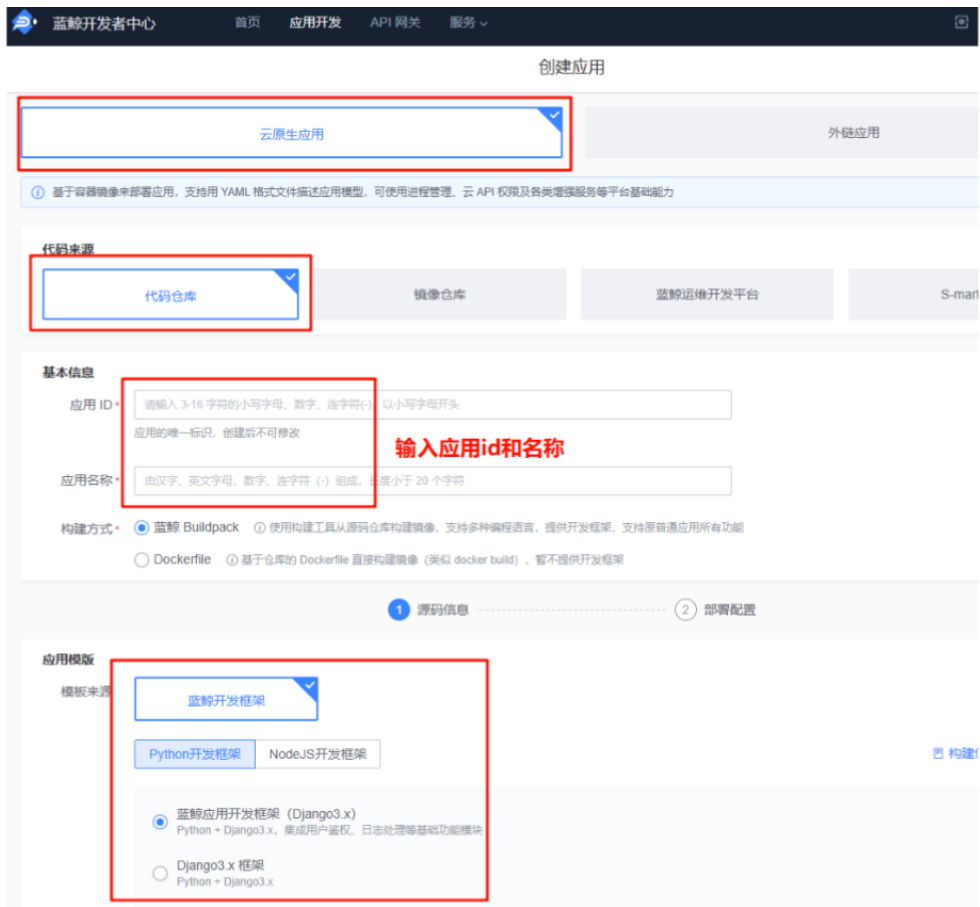 蓝鲸开发者中心 首页 应用开发 API 网关 服务
创建应用
云原生应用 外链应用
基于容器镜像来部署应用，支持用 YAML 格式文件描述应用模型，可使用进程管理、云 API 权限及各类增强服务等平台基础能力
代码来源
代码仓库 镜像仓库 蓝鲸运维开发平台 S-mart
基本信息
应用 ID * 请输入 3-16 字符的小写字母、数字、连字符(-)，以小写字母开头
应用的唯一标识，创建后不可修改
输入应用id和名称
应用名称 * 由汉字、英文字母、数字、连字符 (-) 组成，长度小于 20 个字符
构建方式 * 蓝鲸 Buildpack 使用构建工具从源码仓库构建镜像，支持多种编程语言，提供开发框架，支持原普通应用所有功能
Dockerfile 基于仓库的 Dockerfile 直接构建镜像（类似 docker build），暂不提供开发框架
1 源码信息 2 部署配置
应用模版
模板来源 蓝鲸开发框架
Python开发框架 NodeJS开发框架 构建
蓝鲸应用开发框架（Django3.x）
Python + Django3.x，集成用户鉴权、日志处理等基础功能模块
Django3.x 框架
Python + Django3.x